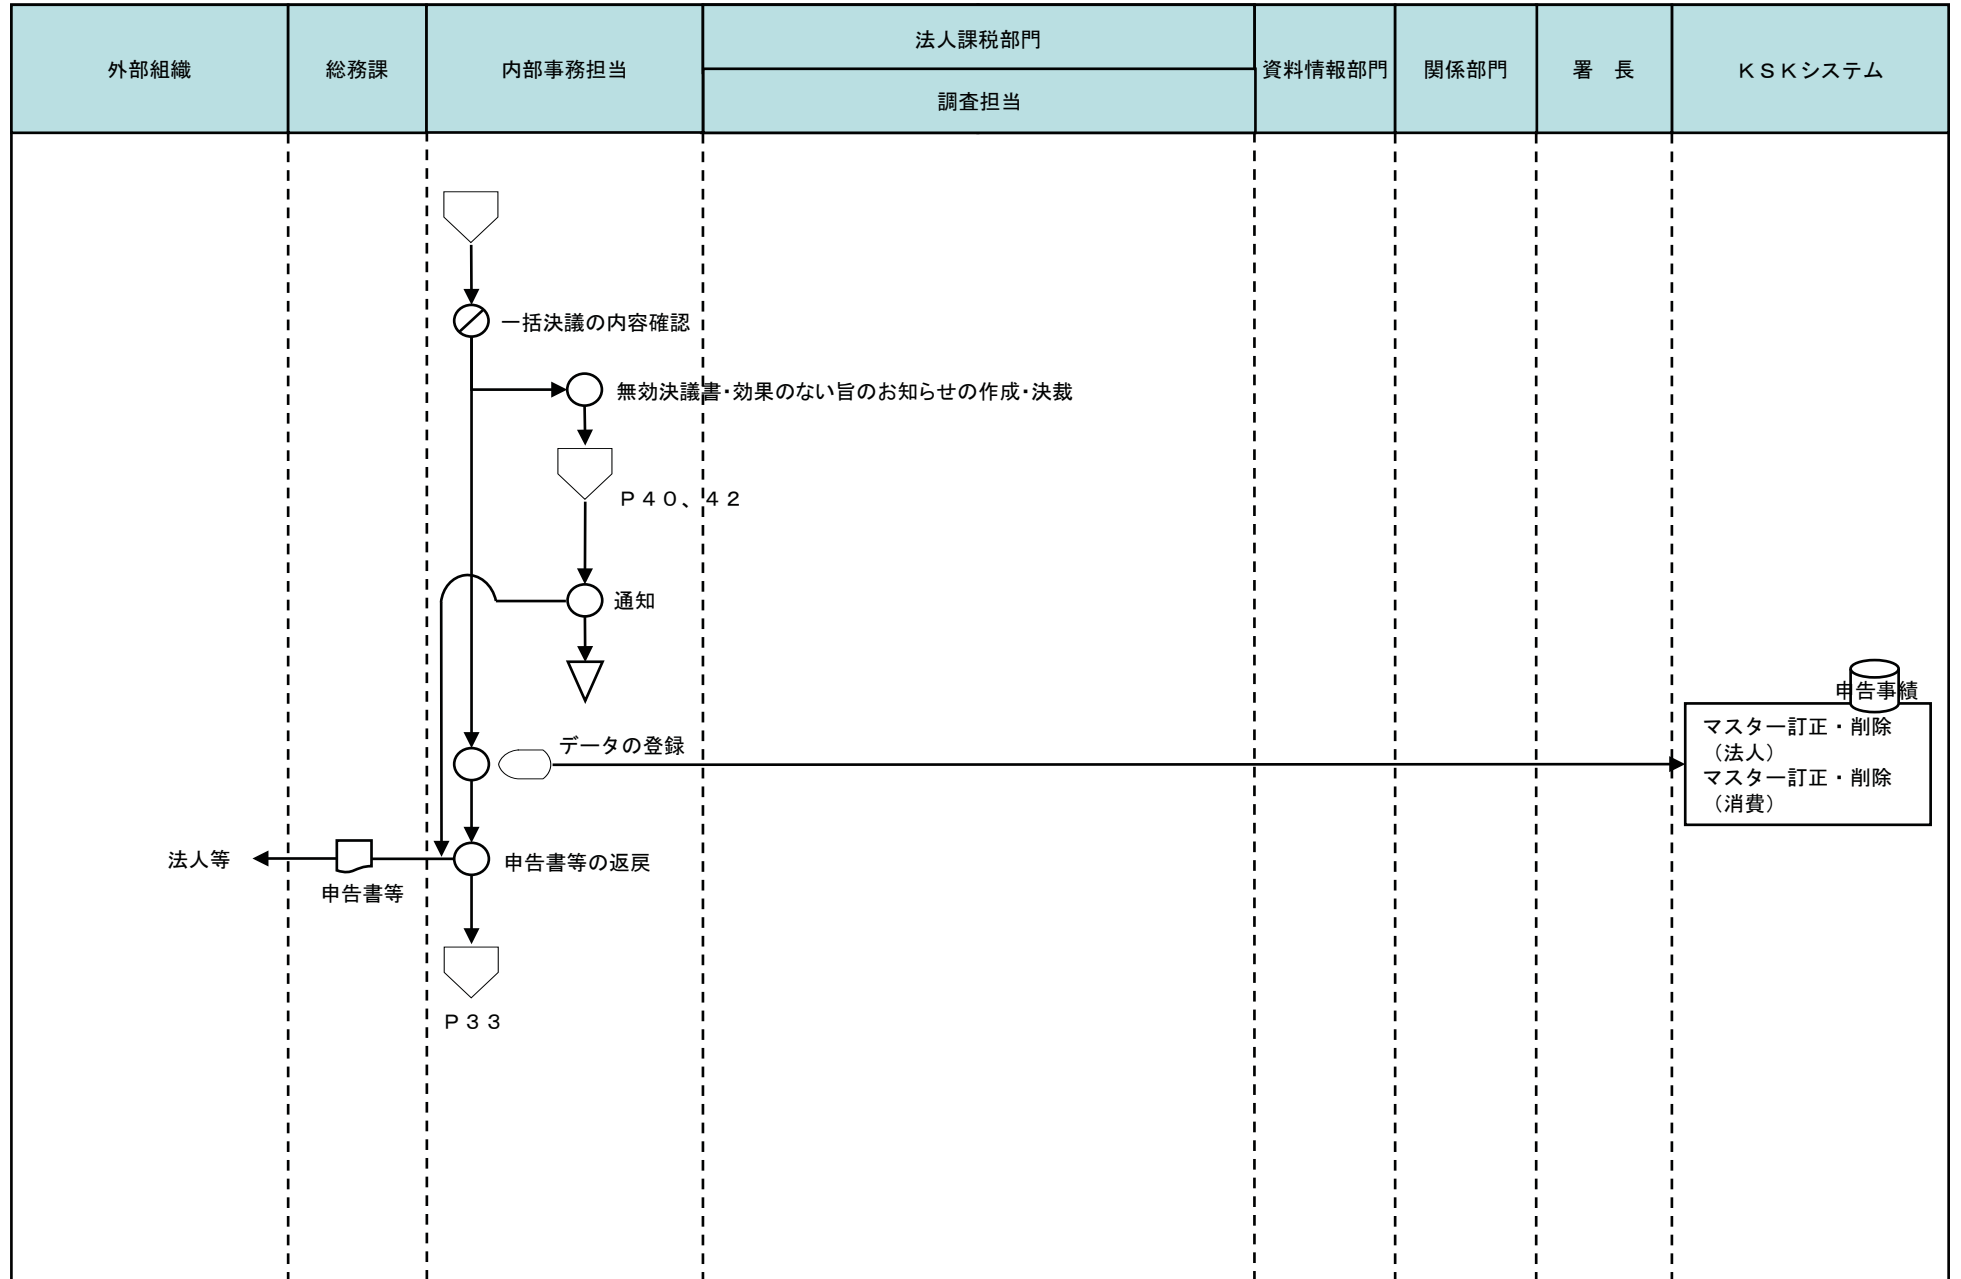 外部組織
総務課
内部事務担当
法人課税部門
調査担当
資料情報部門
関係部門
署　長
ＫＳＫシステム
一括決議の内容確認
無効決議書・効果のない旨のお知らせの作成・決裁
Ｐ４０、４２
通知
申告事績
データの登録
マスター訂正・削除
（法人）
マスター訂正・削除
（消費）
法人等
申告書等の返戻
申告書等
Ｐ３３